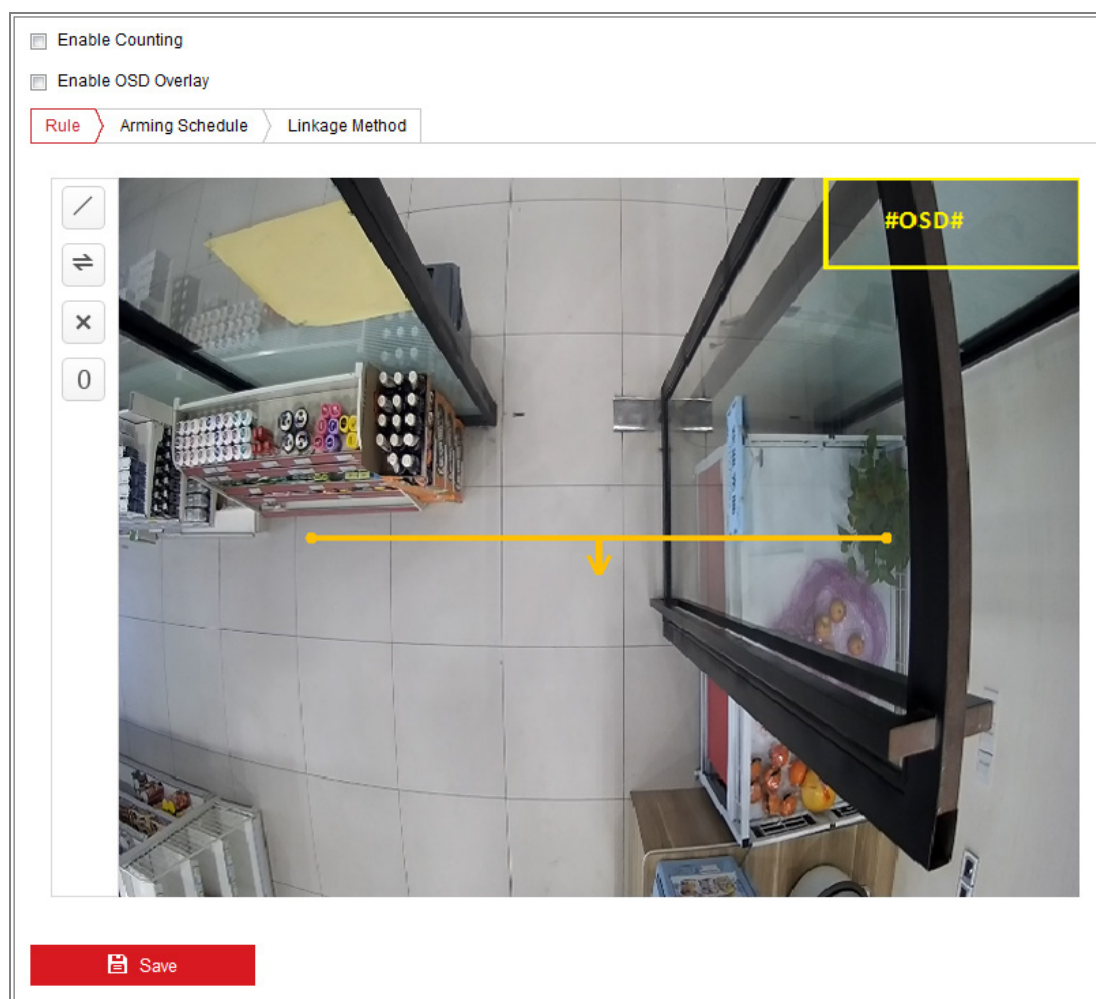 Enable Counting
Enable OSD Overlay
Rule
Arming Schedule
Linkage Method
#OSD#
0
Save